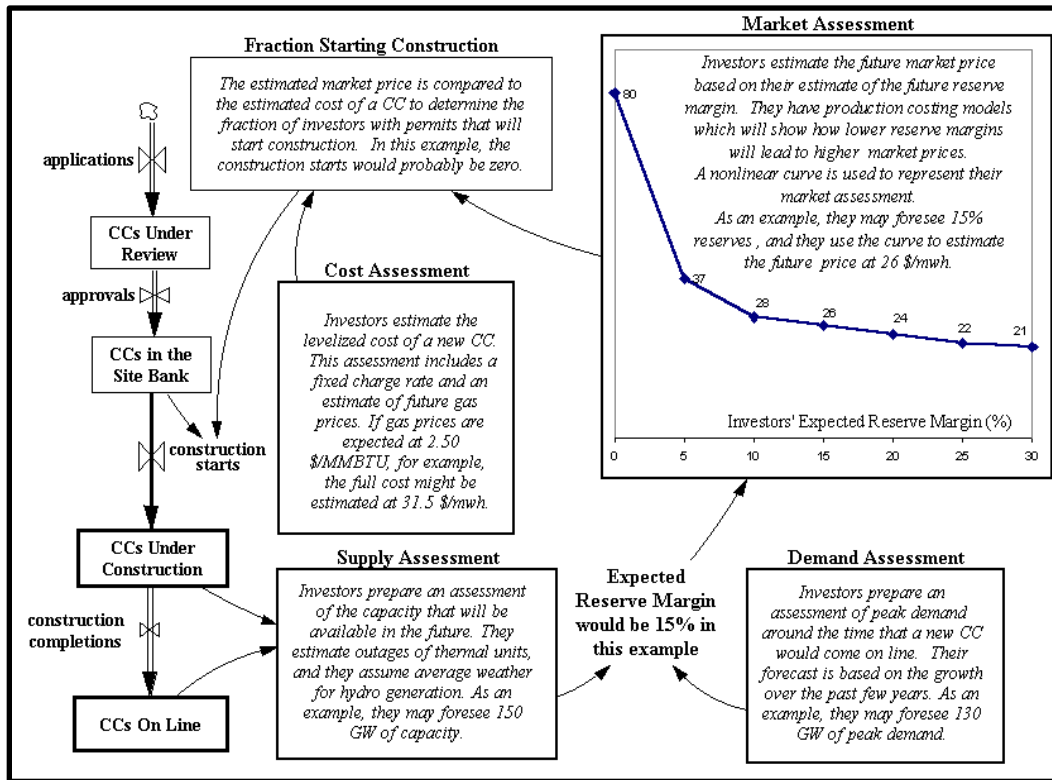 Market Assessment
Fraction Starting Construction
The estimated market price is compared to
the estimated cost of a CC to determine the
fraction of investors with permits that will
start construction. In this example, the
construction starts would probably be zero.
Investors estimate the future market price
based on their estimate of the future reserve
margin. They have production costing models
which will show how lower reserve margins
will lead to higher market prices.
A nonlinear curve is used to represent their
market assessment.
As an example, they may foresee 15%
reserves , and they use the curve to estimate
the future price at 26 $/mwh.
80
37
28
26
24
22
21
Investors' Expected Reserve Margin (%)
0
5
10
15
20
25
30
applications
CCs Under
Review
approvals
CCs in the
Site Bank
construction
starts
Cost Assessment
Investors estimate the
levelized cost of a new CC.
This assessment includes a
fixed charge rate and an
estimate of future gas
prices. If gas prices are
expected at 2.50
$/MMBTU, for example,
the full cost might be
estimated at 31.5 $/mwh.
CCs Under
Construction
construction
completions
CCs On Line
Supply Assessment
Investors prepare an assessment
of the capacity that will be
available in the future. They
estimate outages of thermal units,
and they assume average weather
for hydro generation. As an
example, they may foresee 150
GW of capacity.
Expected
Reserve Margin
would be 15% in
this example
Demand Assessment
Investors prepare an
assessment of peak demand
around the time that a new CC
would come on line. Their
forecast is based on the growth
over the past few years. As an
example, they may foresee 130
GW of peak demand.